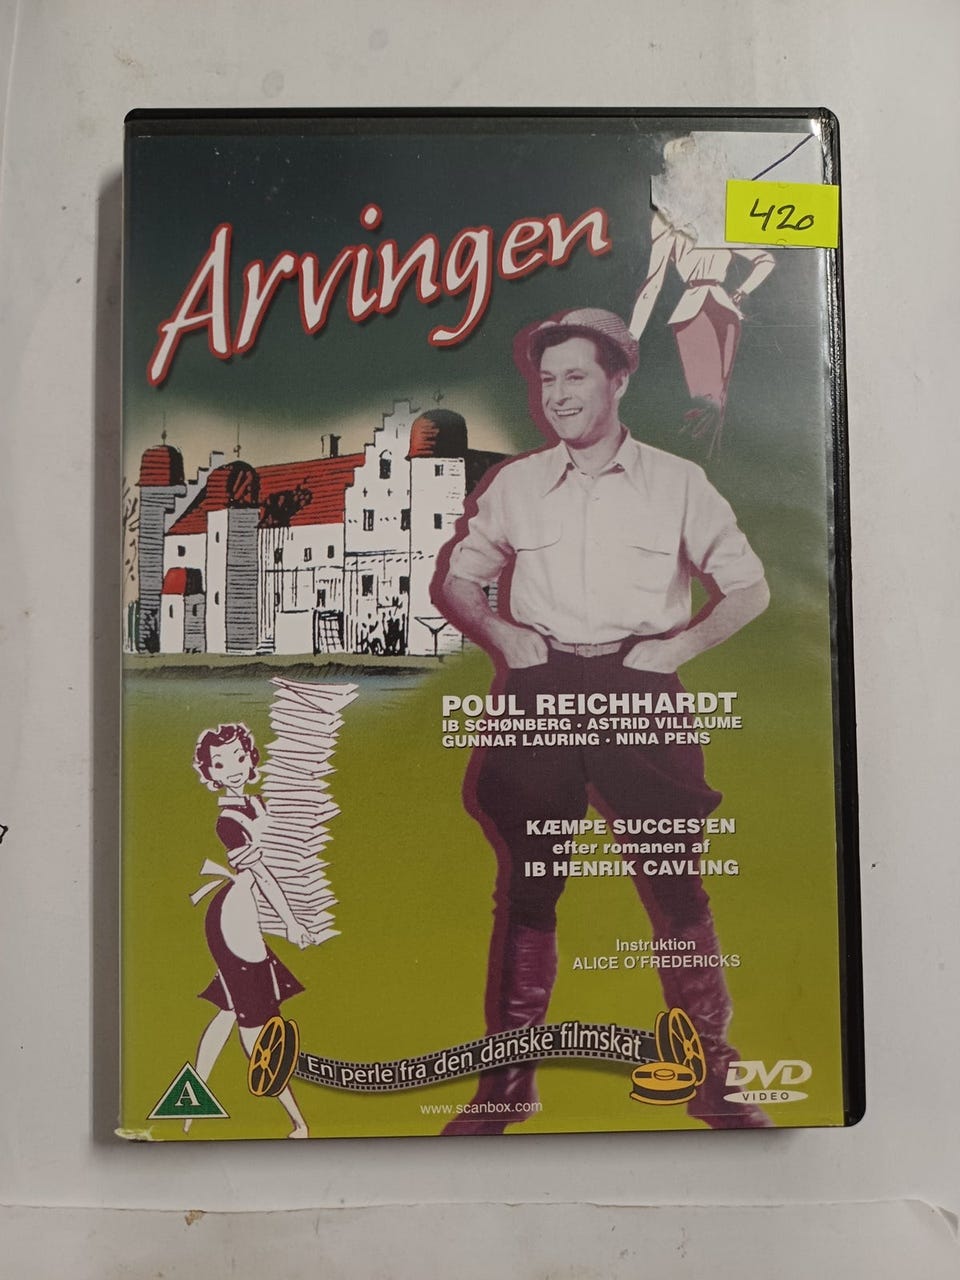 Arvingen
420
POUL REICHHARDT
IB SCHØNBERG · ASTRID VILLAUME
GUNNAR LAURING · NINA PENS
KÆMPE SUCCES'EN
efter romanen af
IB HENRIK CAVLING
Instruktion
ALICE O'FREDERICKS
En perle fra den danske filmskat
A
www.scanbox.com
DVD
VIDEO